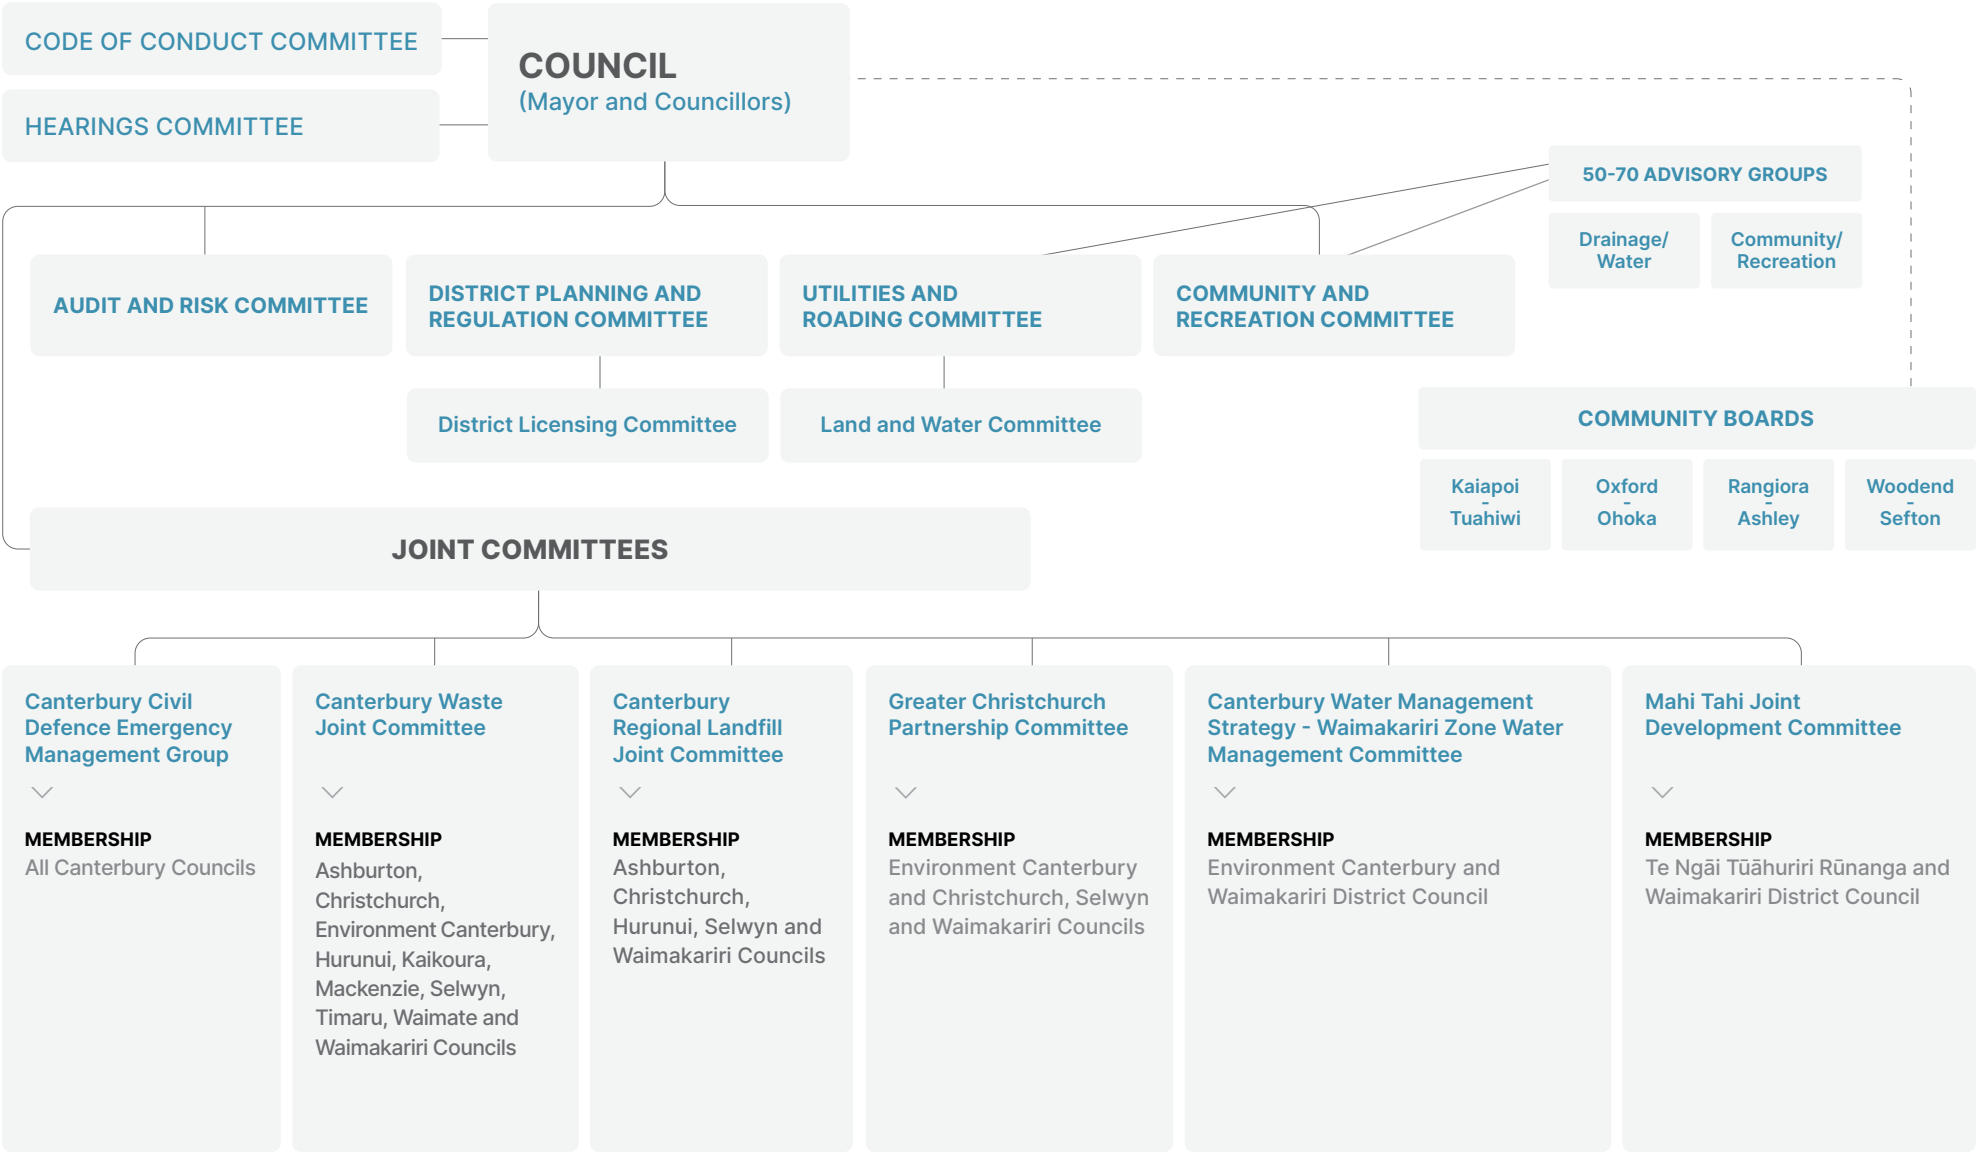 CODE OF CONDUCT COMMITTEE
HEARINGS COMMITTEE
COUNCIL
(Mayor and Councillors)
50-70 ADVISORY GROUPS
Drainage/
Water
Community/
Recreation
AUDIT AND RISK COMMITTEE
DISTRICT PLANNING AND
REGULATION COMMITTEE
UTILITIES AND
ROADING COMMITTEE
COMMUNITY AND
RECREATION COMMITTEE
District Licensing Committee
Land and Water Committee
COMMUNITY BOARDS
Kaiapoi
-
Tuahiwi
Oxford
-
Ohoka
Rangiora
-
Ashley
Woodend
-
Sefton
JOINT COMMITTEES
Canterbury Civil
Defence Emergency
Management Group
MEMBERSHIP
All Canterbury Councils
Canterbury Waste
Joint Committee
MEMBERSHIP
Ashburton,
Christchurch,
Environment Canterbury,
Hurunui, Kaikoura,
Mackenzie, Selwyn,
Timaru, Waimate and
Waimakariri Councils
Canterbury
Regional Landfill
Joint Committee
MEMBERSHIP
Ashburton,
Christchurch,
Hurunui, Selwyn and
Waimakariri Councils
Greater Christchurch
Partnership Committee
MEMBERSHIP
Environment Canterbury
and Christchurch, Selwyn
and Waimakariri Councils
Canterbury Water Management
Strategy - Waimakariri Zone Water
Management Committee
MEMBERSHIP
Environment Canterbury and
Waimakariri District Council
Mahi Tahi Joint
Development Committee
MEMBERSHIP
Te Ngāi Tūāhuriri Rūnanga and
Waimakariri District Council